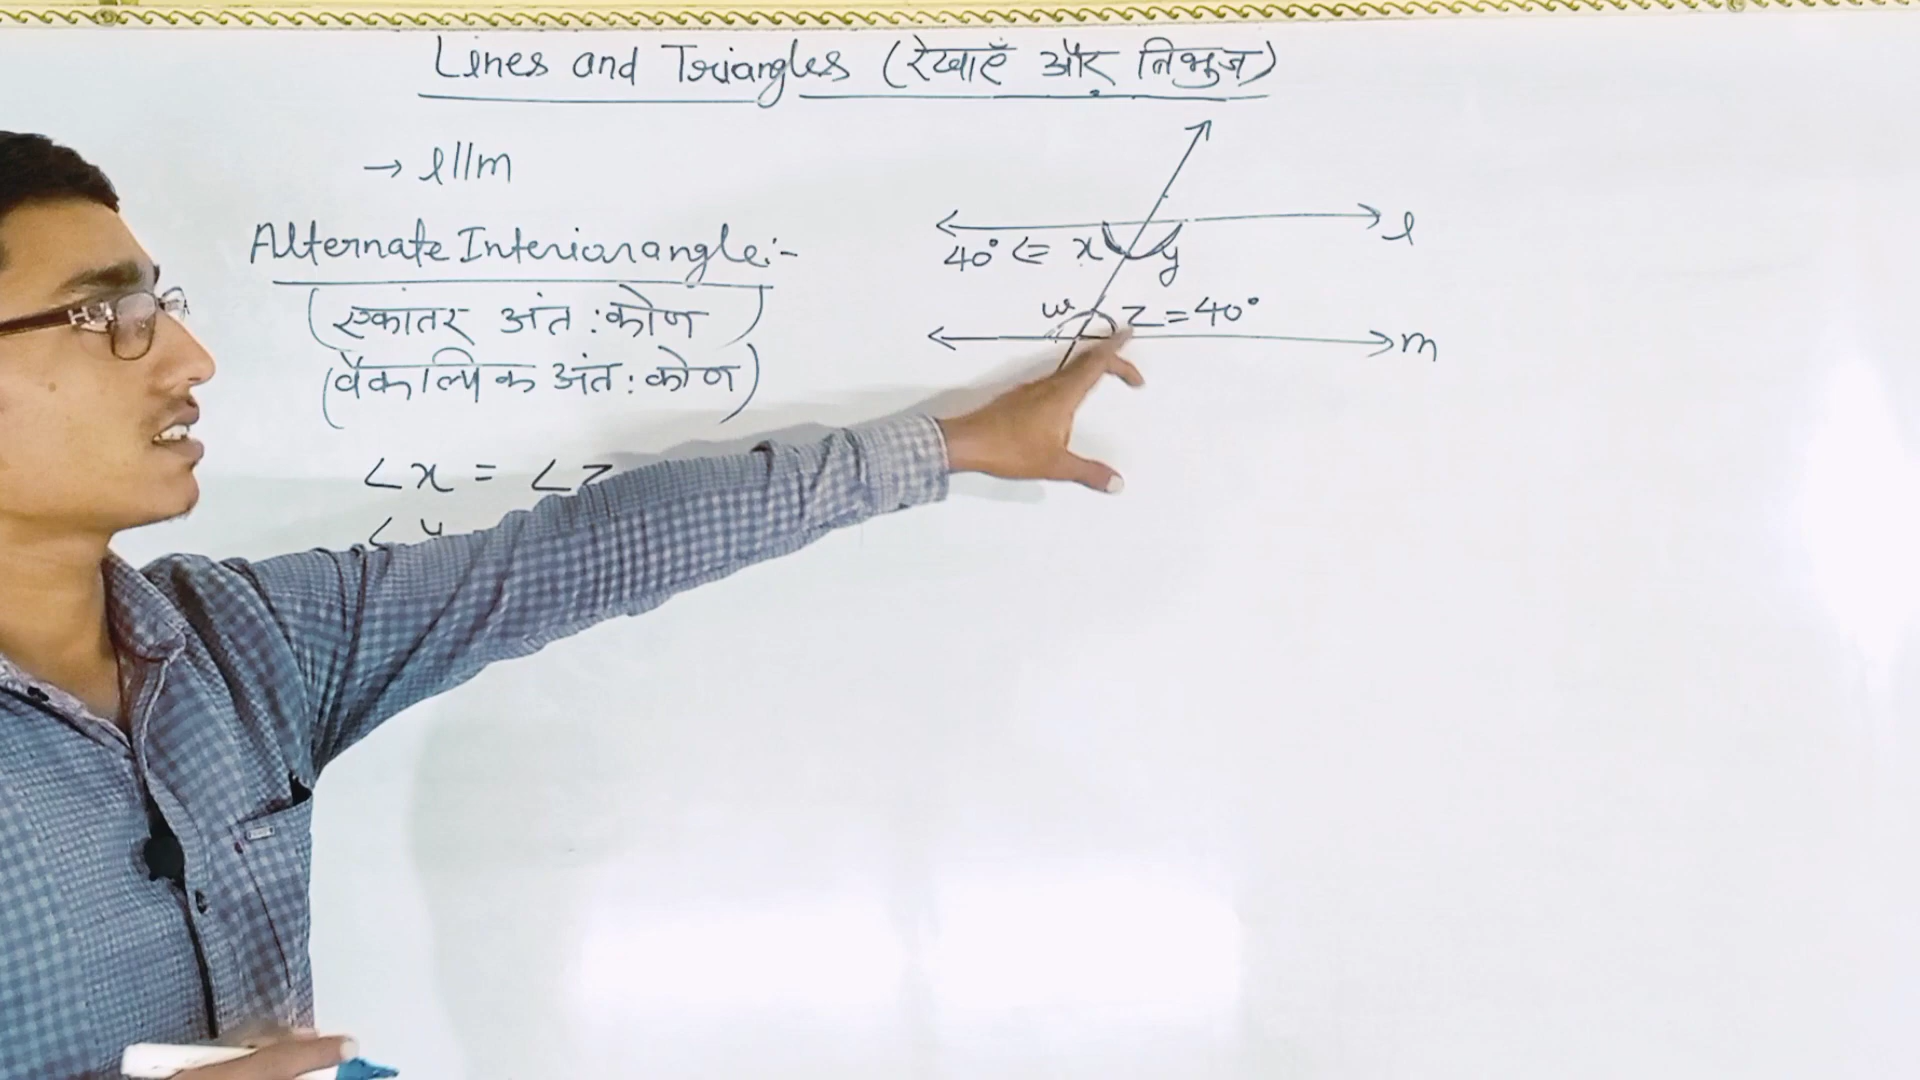 Lines and Triangles (रेखाएँ और त्रिभुज)
→ l||m
Alternate Interior angle:-
(एकांतर अंत:कोण)
(वैकल्पिक अंत:कोण)
∠x = ∠z
∠y
l
40° <= x y
w z=40°
m